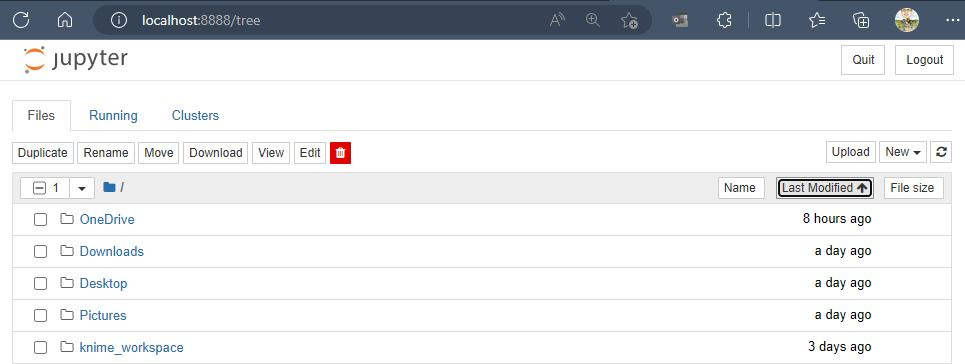 localhost:8888/tree
jupyter
Quit Logout
Files Running Clusters
Duplicate Rename Move Download View Edit Upload New
1 / Name Last Modified File size
OneDrive 8 hours ago
Downloads a day ago
Desktop a day ago
Pictures a day ago
knime_workspace 3 days ago